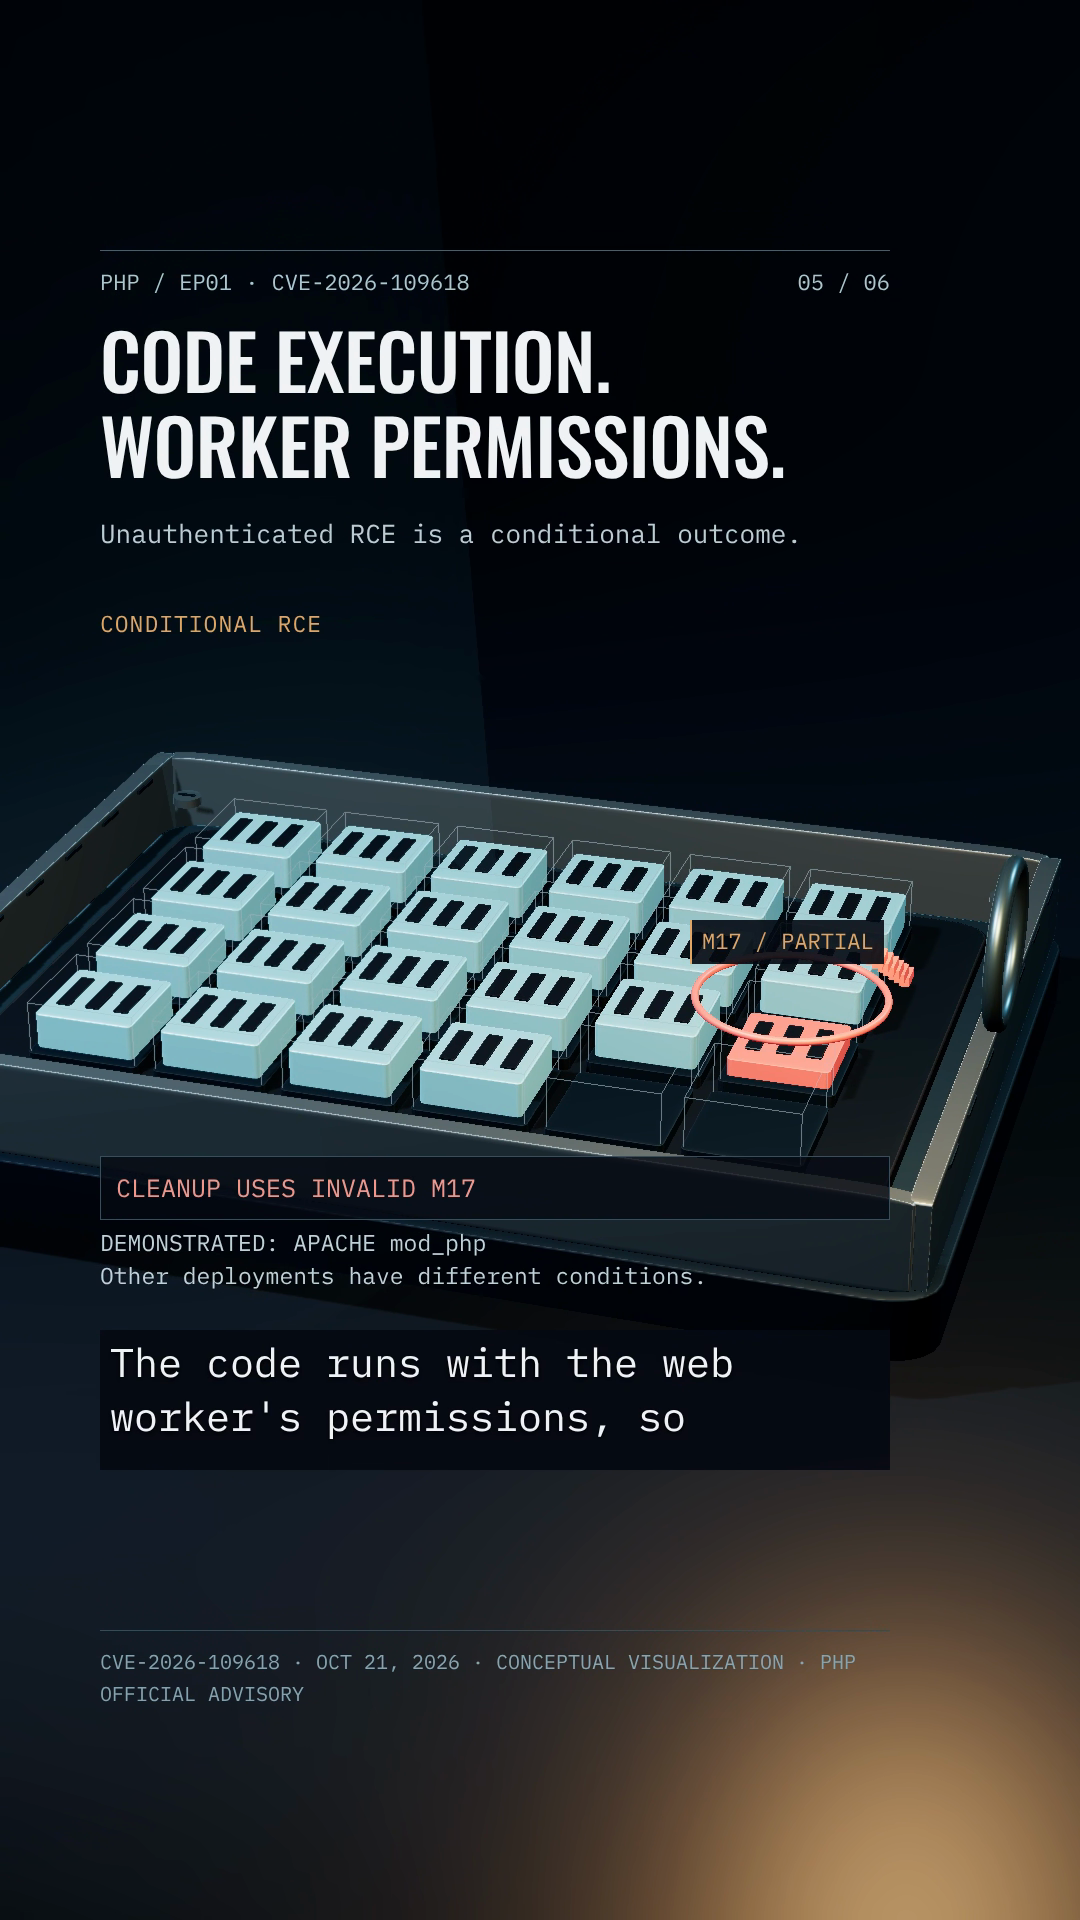 PHP / EP01 · CVE-2026-109618 05 / 06
CODE EXECUTION.
WORKER PERMISSIONS.
Unauthenticated RCE is a conditional outcome.
CONDITIONAL RCE
M17 / PARTIAL
CLEANUP USES INVALID M17
DEMONSTRATED: APACHE mod_php
Other deployments have different conditions.
The code runs with the web
worker's permissions, so
CVE-2026-109618 · OCT 21, 2026 · CONCEPTUAL VISUALIZATION · PHP
OFFICIAL ADVISORY